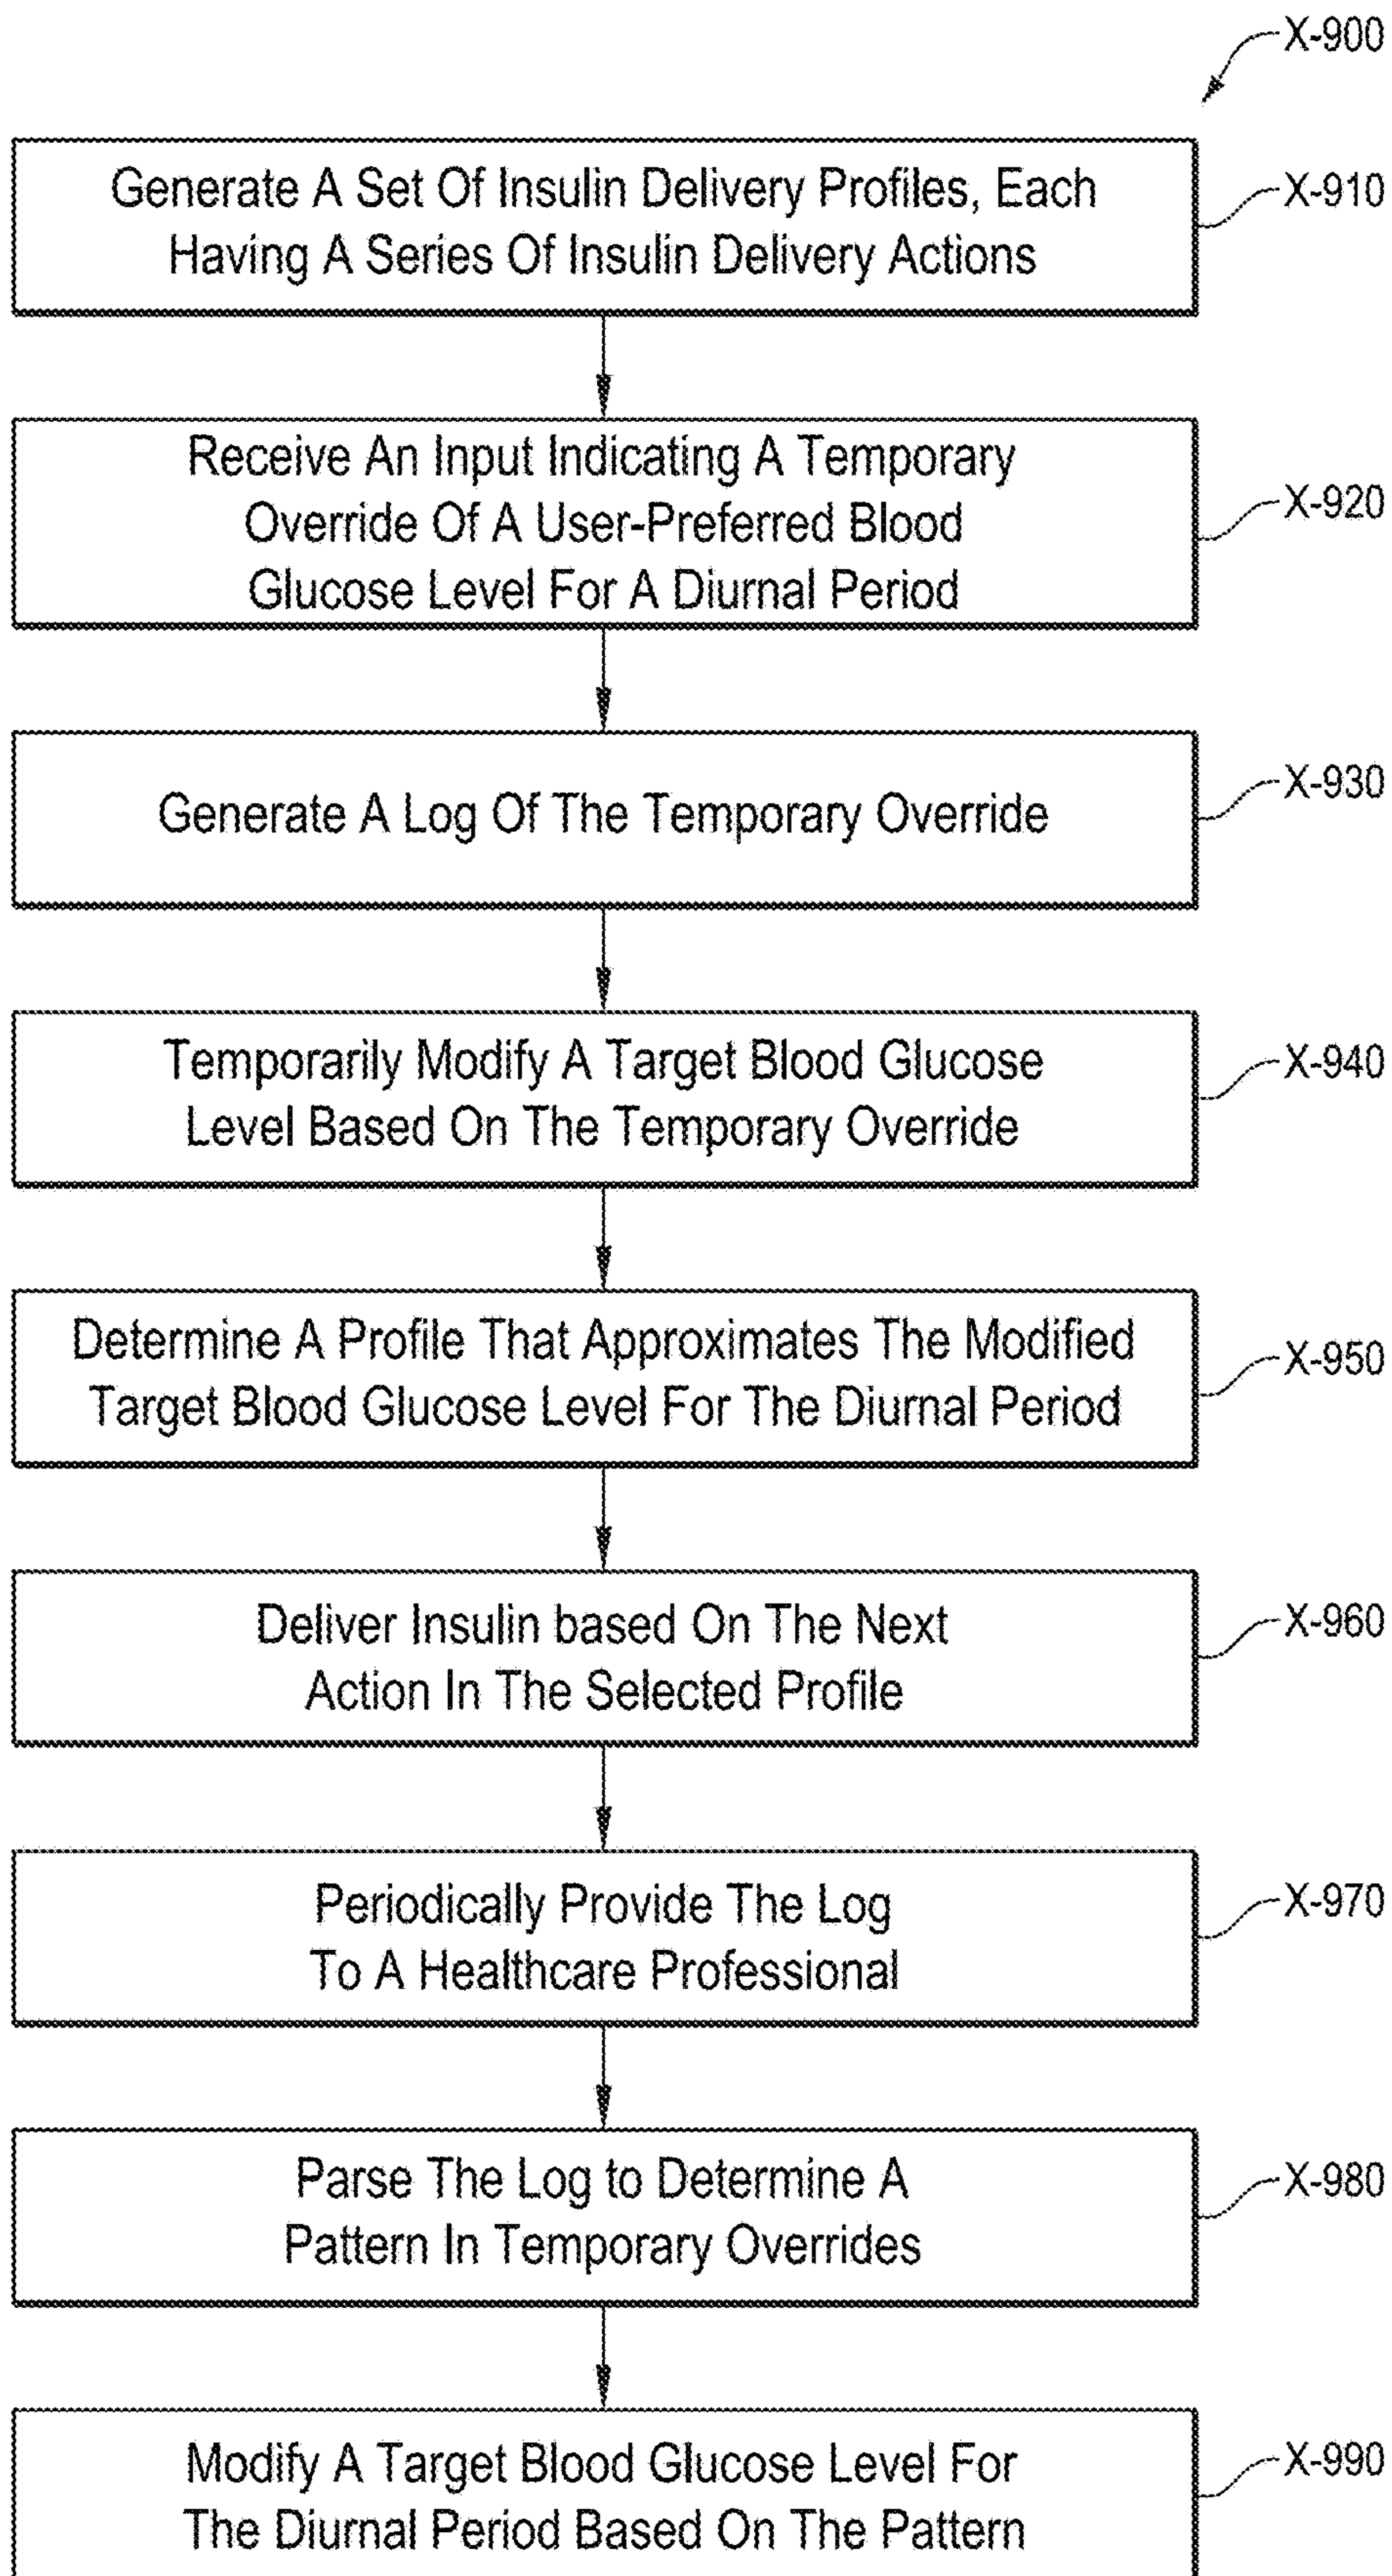 X-900
Generate A Set Of Insulin Delivery Profiles, Each
Having A Series Of Insulin Delivery Actions
X-910
Receive An Input Indicating A Temporary
Override Of A User-Preferred Blood
Glucose Level For A Diurnal Period
X-920
Generate A Log Of The Temporary Override
X-930
Temporarily Modify A Target Blood Glucose
Level Based On The Temporary Override
X-940
Determine A Profile That Approximates The Modified
Target Blood Glucose Level For The Diurnal Period
X-950
Deliver Insulin based On The Next
Action In The Selected Profile
X-960
Periodically Provide The Log
To A Healthcare Professional
X-970
Parse The Log to Determine A
Pattern In Temporary Overrides
X-980
Modify A Target Blood Glucose Level For
The Diurnal Period Based On The Pattern
X-990